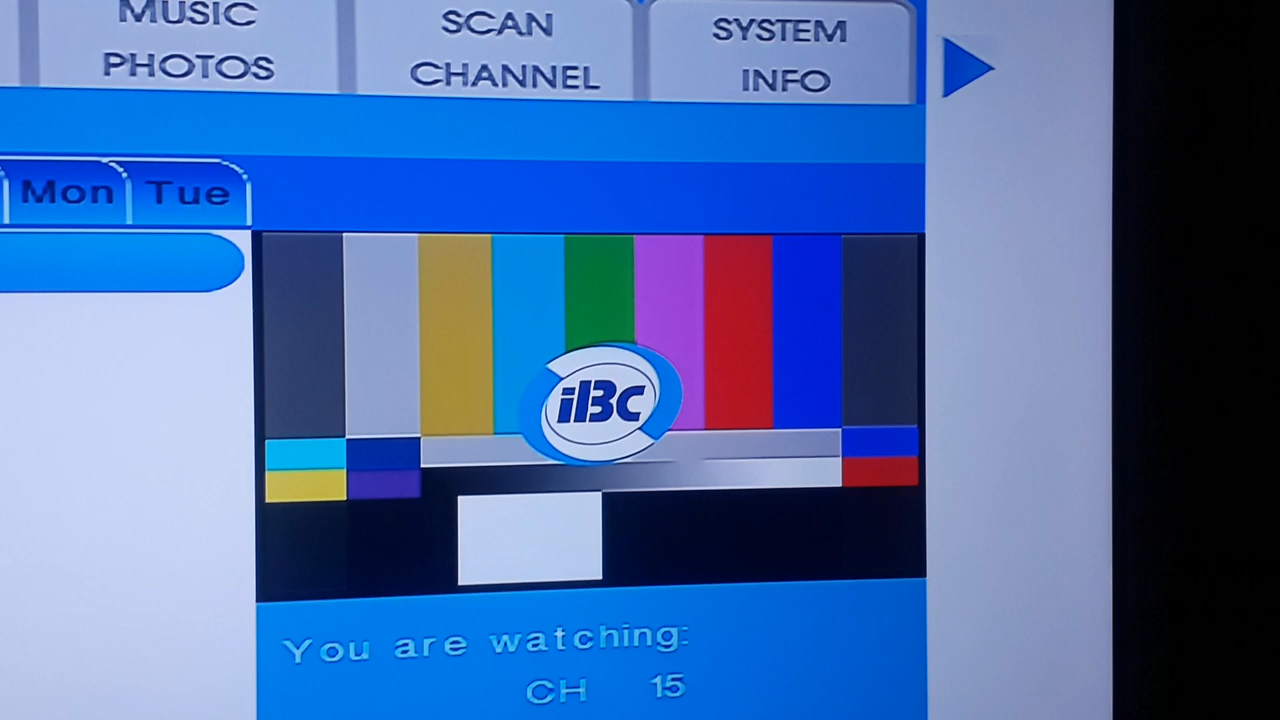 MUSIC
PHOTOS
SCAN
CHANNEL
SYSTEM
INFO
Mon
Tue
iBC
You are watching:
CH 15